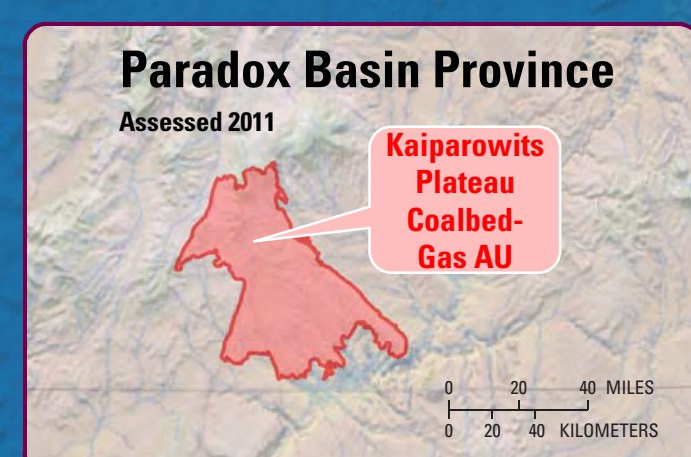 Paradox Basin Province
Assessed 2011
Kaiparowits
Plateau
Coalbed-
Gas AU
0 20 40 MILES
0 20 40 KILOMETERS